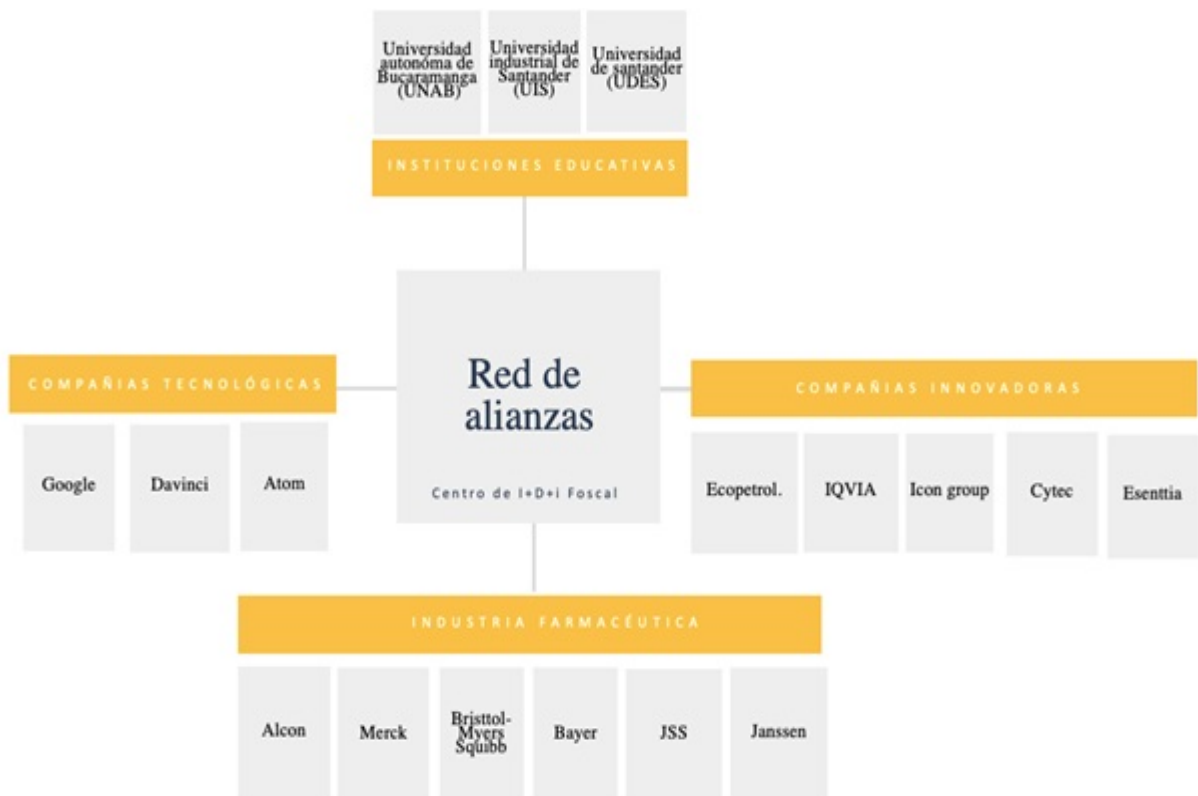 Universidad
autonóma de
Bucaramanga
(UNAB)
Universidad
industrial de
Santander
(UIS)
Universidad
de santander
(UDES)
INSTITUCIONES EDUCATIVAS
Red de
alianzas
Centro de I+D+i Foscal
COMPAÑIAS TECNOLÓGICAS
Google
Davinci
Atom
COMPAÑIAS INNOVADORAS
Ecopetrol.
IQVIA
Icon group
Cytec
Esenttia
INDUSTRIA FARMACÉUTICA
Alcon
Merck
Bristtol-
Myers
Squibb
Bayer
JSS
Janssen